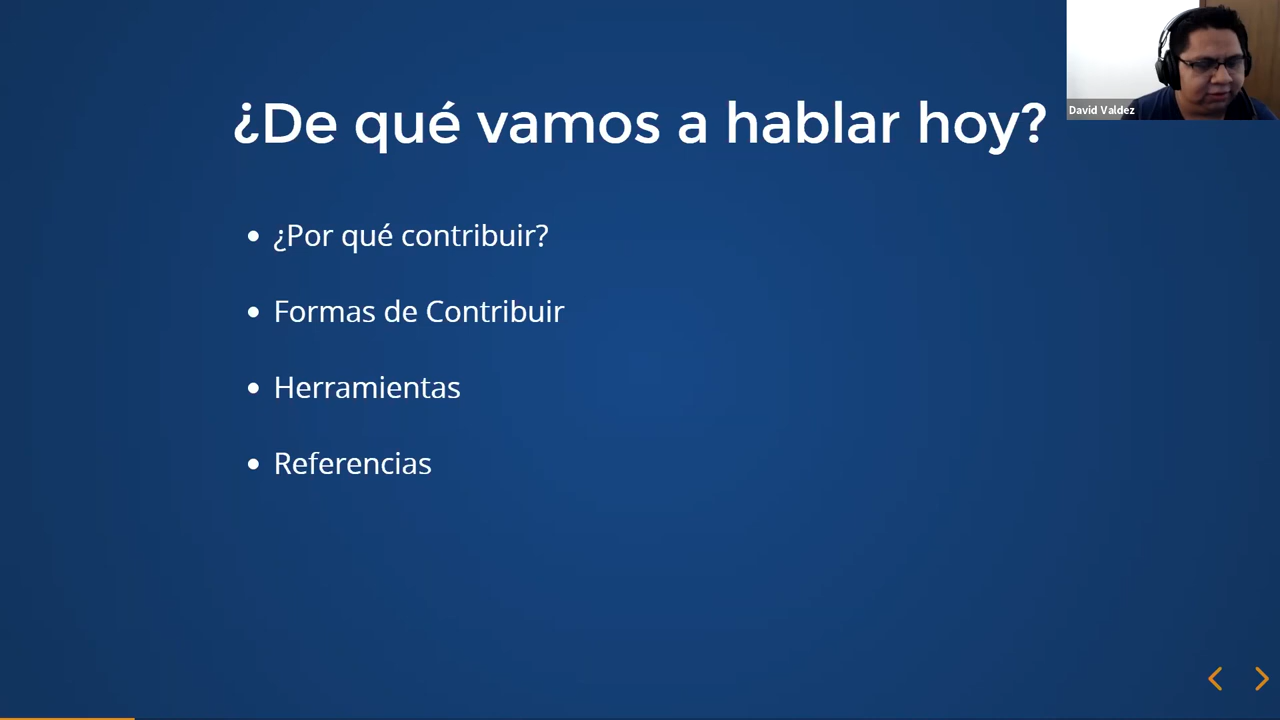 ¿De qué vamos a hablar hoy?
David Valdez
¿Por qué contribuir?
Formas de Contribuir
Herramientas
Referencias